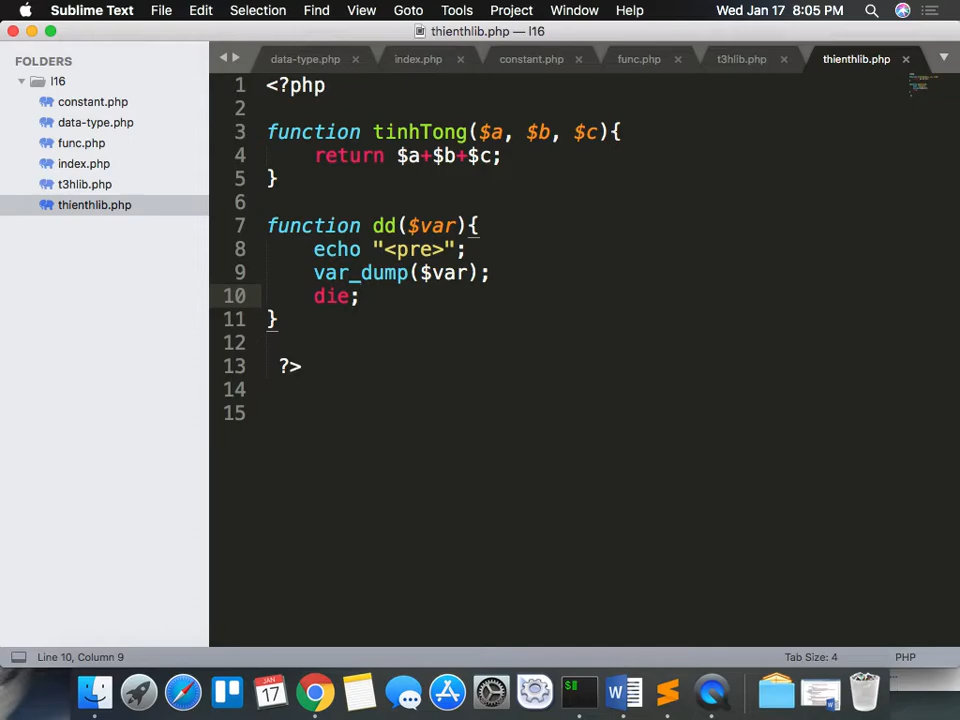 Sublime Text File Edit Selection Find View Goto Tools Project Window Help Wed Jan 17 8:05 PM
thienthlib.php — l16
FOLDERS
l16
constant.php
data-type.php
func.php
index.php
t3hlib.php
thienthlib.php
data-type.php × index.php × constant.php × func.php × t3hlib.php × thienthlib.php ×
1 <?php
2
3 function tinhTong($a, $b, $c){
4 return $a+$b+$c;
5 }
6
7 function dd($var){
8 echo "<pre>";
9 var_dump($var);
10 die;
11 }
12
13 ?>
14
15
Line 10, Column 9 Tab Size: 4 PHP
JAN
17
$
W